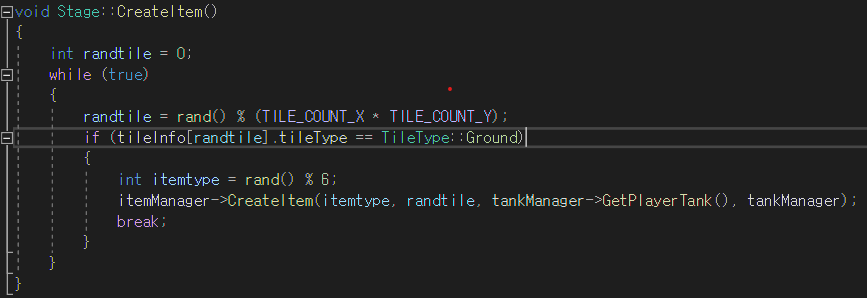 void Stage::CreateItem()
{
    int randtile = 0;
    while (true)
    {
        randtile = rand() % (TILE_COUNT_X * TILE_COUNT_Y);
        if (tileInfo[randtile].tileType == TileType::Ground)
        {
            int itemtype = rand() % 6;
            itemManager->CreateItem(itemtype, randtile, tankManager->GetPlayerTank(), tankManager);
            break;
        }
    }
}